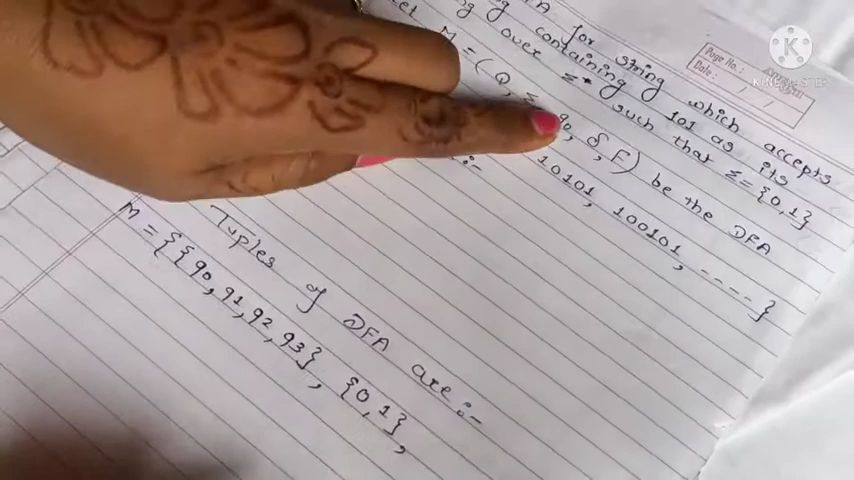 for string which accepts
containing 101 as its
over Σ* such that Σ={0,1}
M = (Q, Σ, q0, δ, F) be the DFA
10101, 100101, ....}
Tuples of DFA are:-
M = {{q0, q1, q2, q3}, {0,1},
Page No.
Date:
KINEMASTER